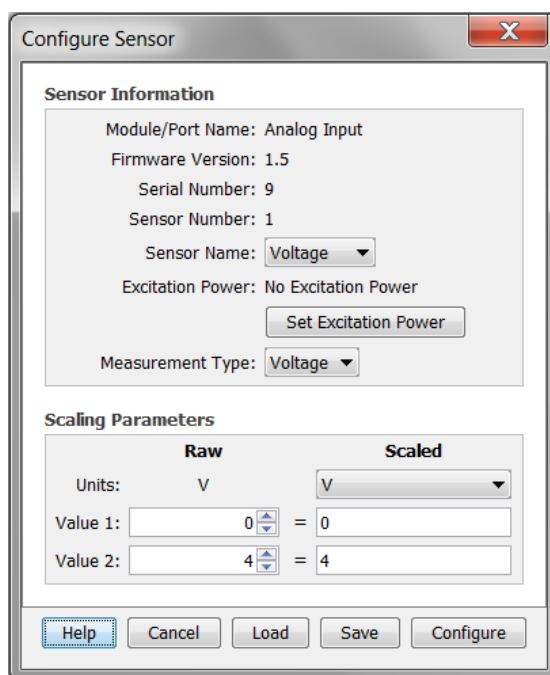 Configure Sensor
Sensor Information
Module/Port Name: Analog Input
Firmware Version: 1.5
Serial Number: 9
Sensor Number: 1
Sensor Name: Voltage
Excitation Power: No Excitation Power
Set Excitation Power
Measurement Type: Voltage
Scaling Parameters
Raw Scaled
Units: V V
Value 1: 0 = 0
Value 2: 4 = 4
Help Cancel Load Save Configure